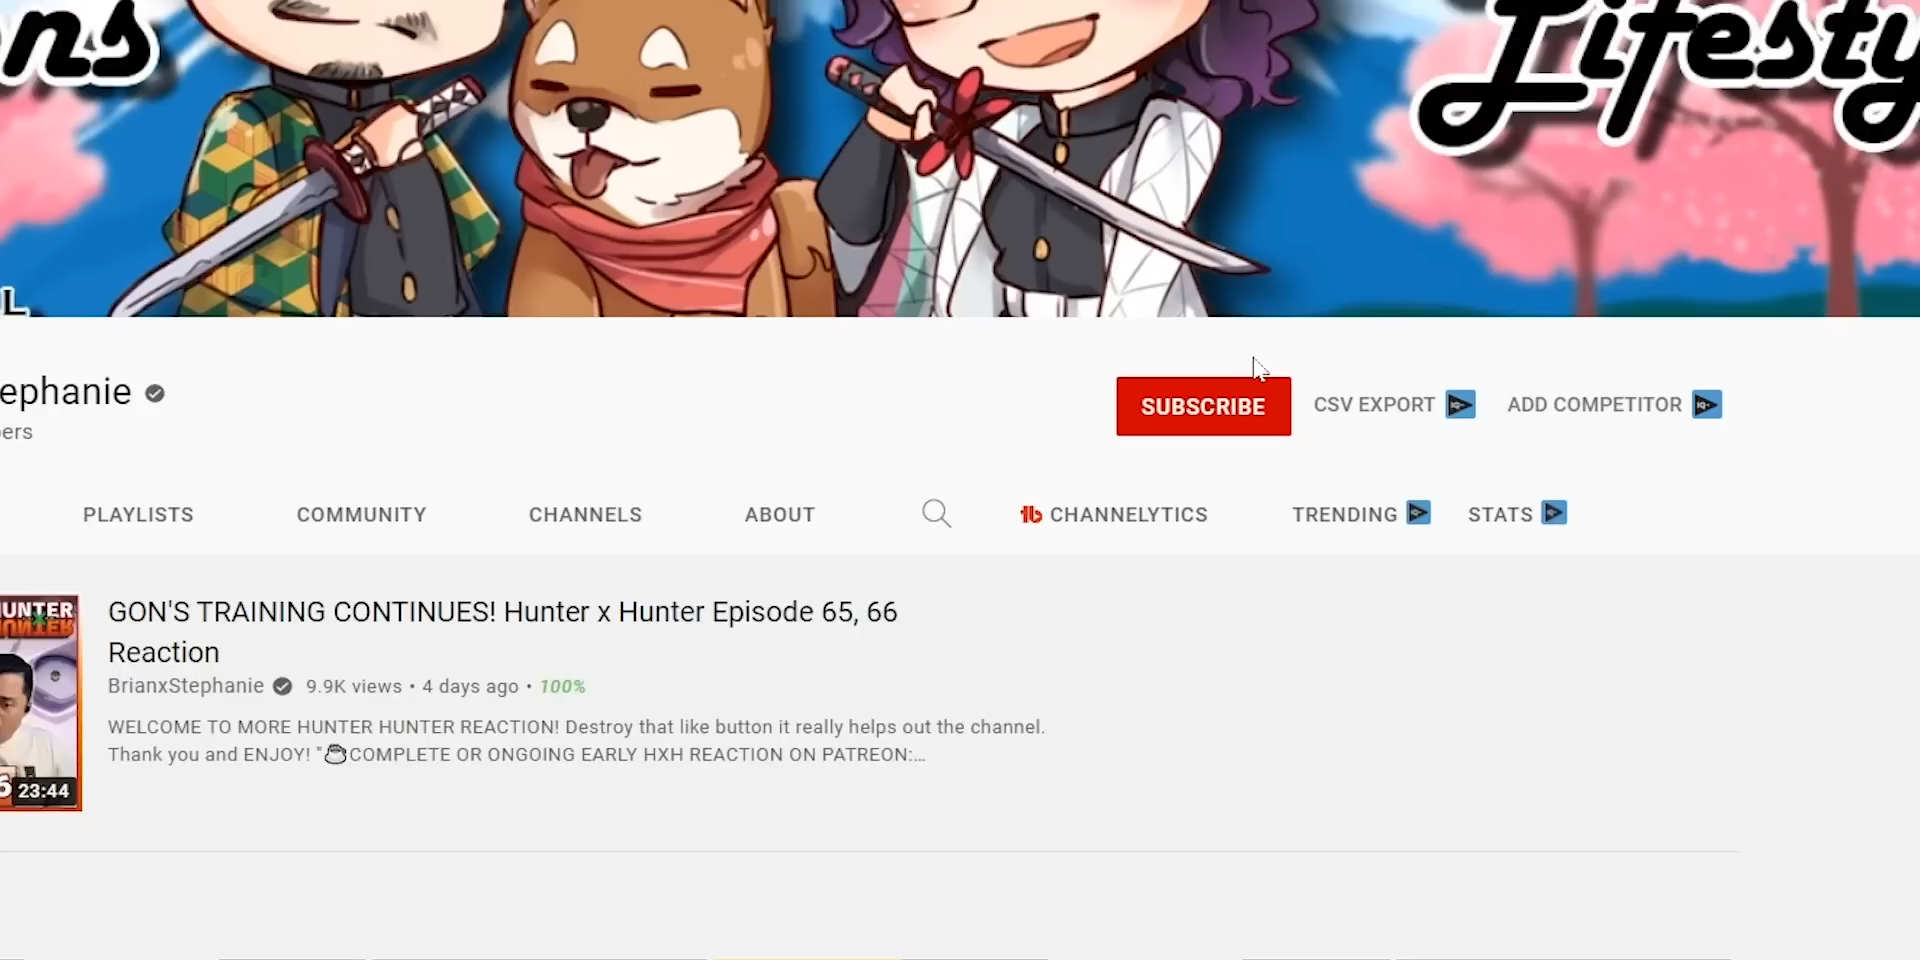 ns
Lifesty
L
ephanie
ers
SUBSCRIBE
CSV EXPORT
ADD COMPETITOR
PLAYLISTS
COMMUNITY
CHANNELS
ABOUT
CHANNELYTICS
TRENDING
STATS
HUNTER
HUNTER
6
23:44
GON'S TRAINING CONTINUES! Hunter x Hunter Episode 65, 66
Reaction
BrianxStephanie 9.9K views • 4 days ago • 100%
WELCOME TO MORE HUNTER HUNTER REACTION! Destroy that like button it really helps out the channel.
Thank you and ENJOY! "COMPLETE OR ONGOING EARLY HXH REACTION ON PATREON:...